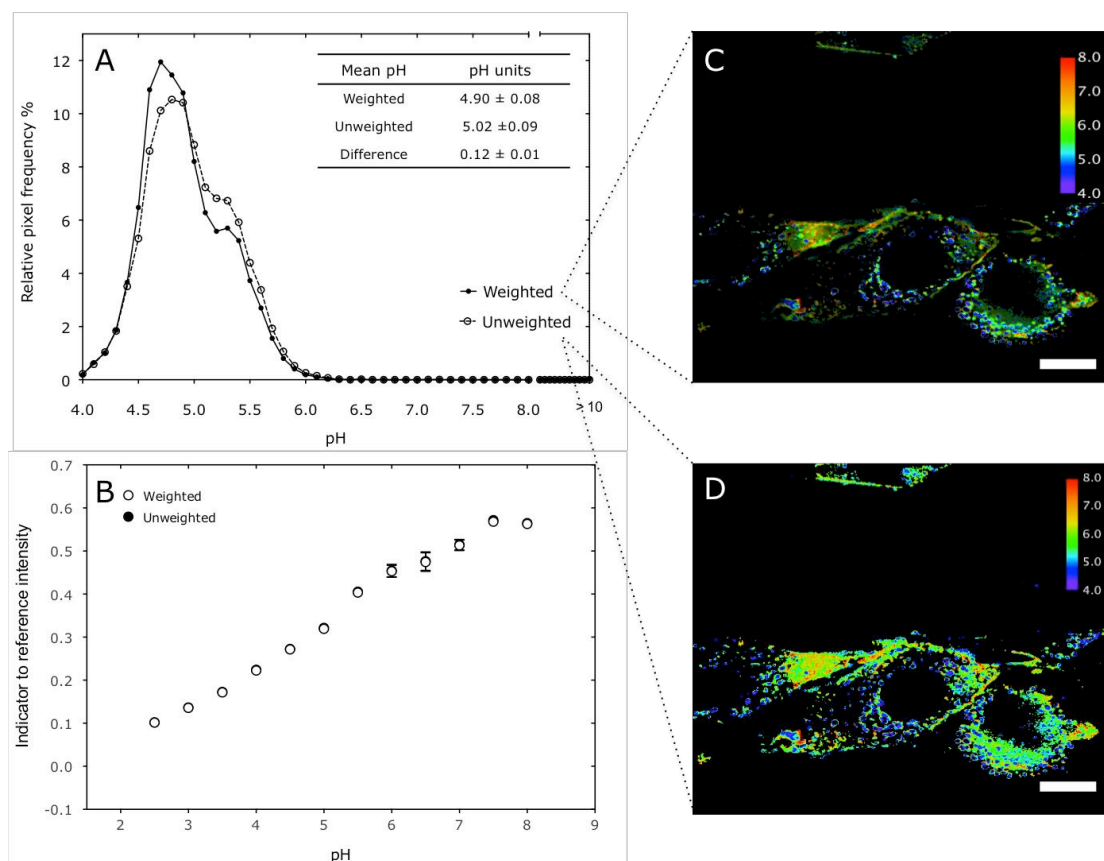 A
12
10
8
6
4
2
0
Relative pixel frequency %
4.0 4.5 5.0 5.5 6.0 6.5 7.0 7.5 8.0 > 10
pH
Mean pH pH units
Weighted 4.90 ± 0.08
Unweighted 5.02 ±0.09
Difference 0.12 ± 0.01
Weighted
Unweighted
B
Weighted
Unweighted
0.7
0.6
0.5
0.4
0.3
0.2
0.1
0.0
-0.1
Indicator to reference intensity
2 3 4 5 6 7 8 9
pH
C
8.0
7.0
6.0
5.0
4.0
D
8.0
7.0
6.0
5.0
4.0